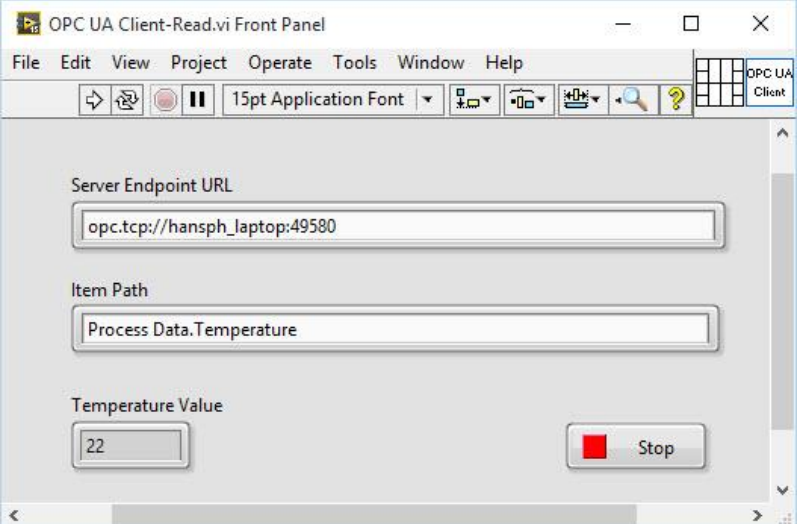 OPC UA Client-Read.vi Front Panel
File Edit View Project Operate Tools Window Help
15pt Application Font
OPC UA
Client
Server Endpoint URL
opc.tcp://hansph_laptop:49580
Item Path
Process Data.Temperature
Temperature Value
22
Stop